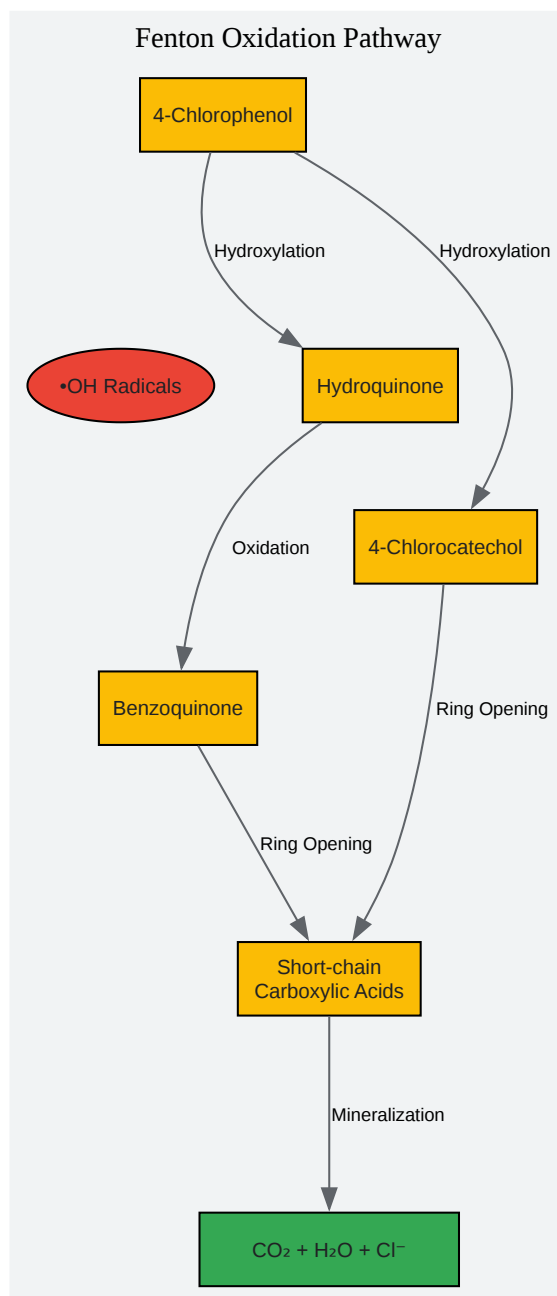 Fenton Oxidation Pathway
4-Chlorophenol
Hydroxylation
Hydroxylation
•OH Radicals
Hydroquinone
Oxidation
4-Chlorocatechol
Benzoquinone
Ring Opening
Ring Opening
Short-chain
Carboxylic Acids
Mineralization
CO₂ + H₂O + Cl⁻